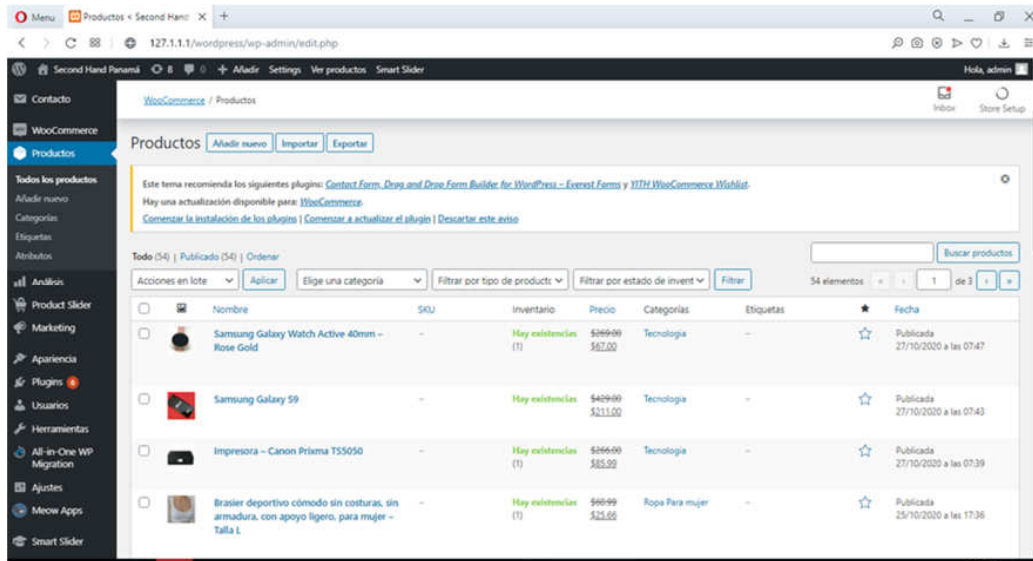 Menu
Productos < Second Hand
127.1.1.1/wordpress/wp-admin/edit.php
Second Hand Panamá 8 0 Añadir Settings Ver productos Smart Slider Hola, admin
Contacto
WooCommerce
Productos
Todos los productos
Añadir nuevo
Categorías
Etiquetas
Atributos
Análisis
Product Slider
Marketing
Apariencia
Plugins 6
Usuarios
Herramientas
All-in-One WP
Migration
Ajustes
Meow Apps
Smart Slider
WooCommerce / Productos
Inbox
Store Setup
Productos Añadir nuevo Importar Exportar
Este tema recomienda los siguientes plugins: Contact Form, Drag and Drop Form Builder for WordPress – Everest Forms y YITH WooCommerce Wishlist.
Hay una actualización disponible para: WooCommerce.
Comenzar la instalación de los plugins | Comenzar a actualizar el plugin | Descartar este aviso
Todo (54) | Publicado (54) | Ordenar
Buscar productos
Acciones en lote Aplicar Elige una categoría Filtrar por tipo de producto Filtrar por estado de invent Filtrar 54 elementos « ‹ 1 de 3 › »
Nombre SKU Inventario Precio Categorías Etiquetas Fecha
Samsung Galaxy Watch Active 40mm – – Hay existencias $269.00 Tecnología – Publicada
Rose Gold (1) $67.00 27/10/2020 a las 07:47
Samsung Galaxy S9 – Hay existencias $429.00 Tecnología – Publicada
$211.00 27/10/2020 a las 07:43
Impresora – Canon Prixma TS5050 – Hay existencias $266.00 Tecnología – Publicada
(1) $85.99 27/10/2020 a las 07:39
Brasier deportivo cómodo sin costuras, sin – Hay existencias $60.99 Ropa Para mujer – Publicada
armadura, con apoyo ligero, para mujer – (1) $25.66 25/10/2020 a las 17:36
Talla L